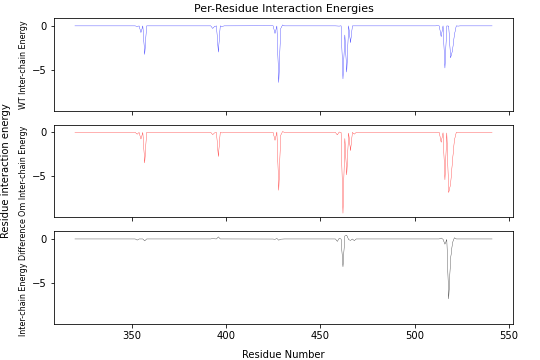 Per-Residue Interaction Energies
Residue interaction energy
WT Inter-chain Energy
0
−5
Om Inter-chain Energy
0
−5
Inter-chain Energy Difference
0
−5
350
400
450
500
550
Residue Number